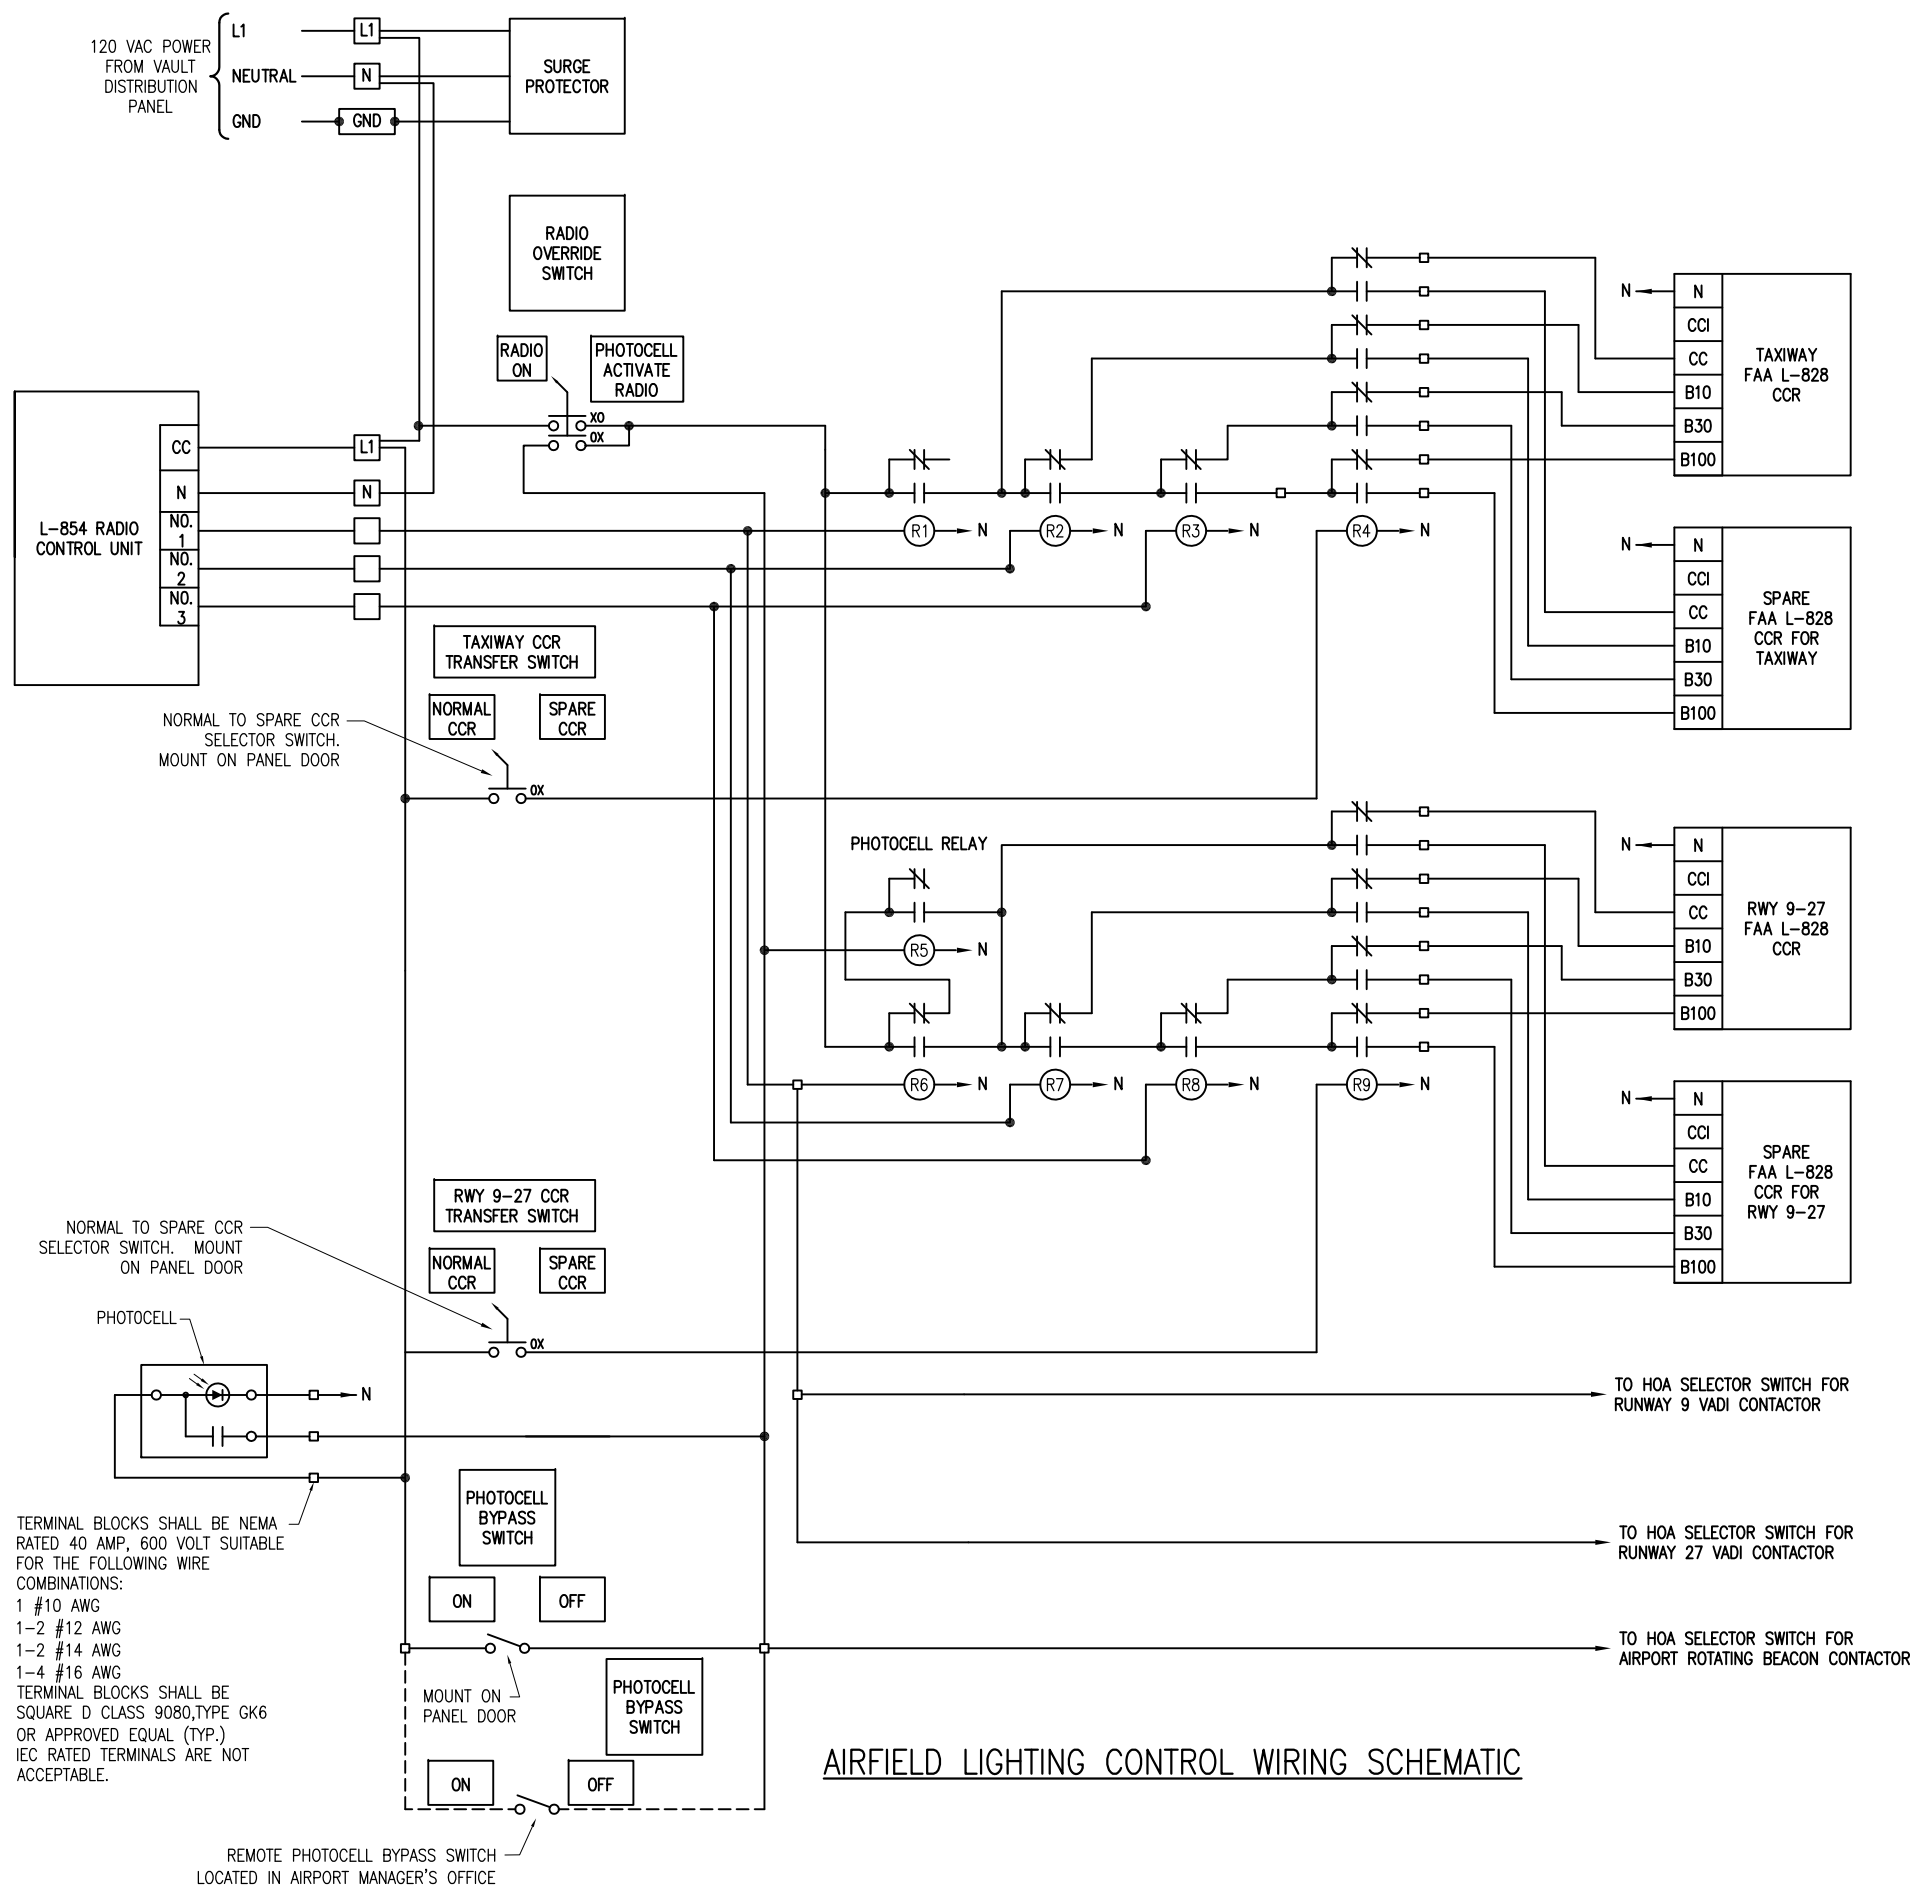 120 VAC POWER
FROM VAULT
DISTRIBUTION
PANEL
L1
NEUTRAL
GND
L1
N
GND
SURGE
PROTECTOR
RADIO
OVERRIDE
SWITCH
RADIO
ON
PHOTOCELL
ACTIVATE
RADIO
XO
OX
L-854 RADIO
CONTROL UNIT
CC
N
NO.
1
NO.
2
NO.
3
L1
N
R1
N
R2
N
R3
N
R4
N
N
N
CCI
CC
B10
B30
B100
TAXIWAY
FAA L-828
CCR
N
N
CCI
CC
B10
B30
B100
SPARE
FAA L-828
CCR FOR
TAXIWAY
TAXIWAY CCR
TRANSFER SWITCH
NORMAL
CCR
SPARE
CCR
NORMAL TO SPARE CCR
SELECTOR SWITCH.
MOUNT ON PANEL DOOR
OX
PHOTOCELL RELAY
R5
N
R6
N
R7
N
R8
N
R9
N
N
N
CCI
CC
B10
B30
B100
RWY 9-27
FAA L-828
CCR
N
N
CCI
CC
B10
B30
B100
SPARE
FAA L-828
CCR FOR
RWY 9-27
RWY 9-27 CCR
TRANSFER SWITCH
NORMAL
CCR
SPARE
CCR
NORMAL TO SPARE CCR
SELECTOR SWITCH. MOUNT
ON PANEL DOOR
OX
PHOTOCELL
N
TO HOA SELECTOR SWITCH FOR
RUNWAY 9 VADI CONTACTOR
TO HOA SELECTOR SWITCH FOR
RUNWAY 27 VADI CONTACTOR
TO HOA SELECTOR SWITCH FOR
AIRPORT ROTATING BEACON CONTACTOR
PHOTOCELL
BYPASS
SWITCH
ON
OFF
MOUNT ON
PANEL DOOR
TERMINAL BLOCKS SHALL BE NEMA
RATED 40 AMP, 600 VOLT SUITABLE
FOR THE FOLLOWING WIRE
COMBINATIONS:
1 #10 AWG
1-2 #12 AWG
1-2 #14 AWG
1-4 #16 AWG
TERMINAL BLOCKS SHALL BE
SQUARE D CLASS 9080,TYPE GK6
OR APPROVED EQUAL (TYP.)
IEC RATED TERMINALS ARE NOT
ACCEPTABLE.
PHOTOCELL
BYPASS
SWITCH
ON
OFF
REMOTE PHOTOCELL BYPASS SWITCH
LOCATED IN AIRPORT MANAGER'S OFFICE
AIRFIELD LIGHTING CONTROL WIRING SCHEMATIC